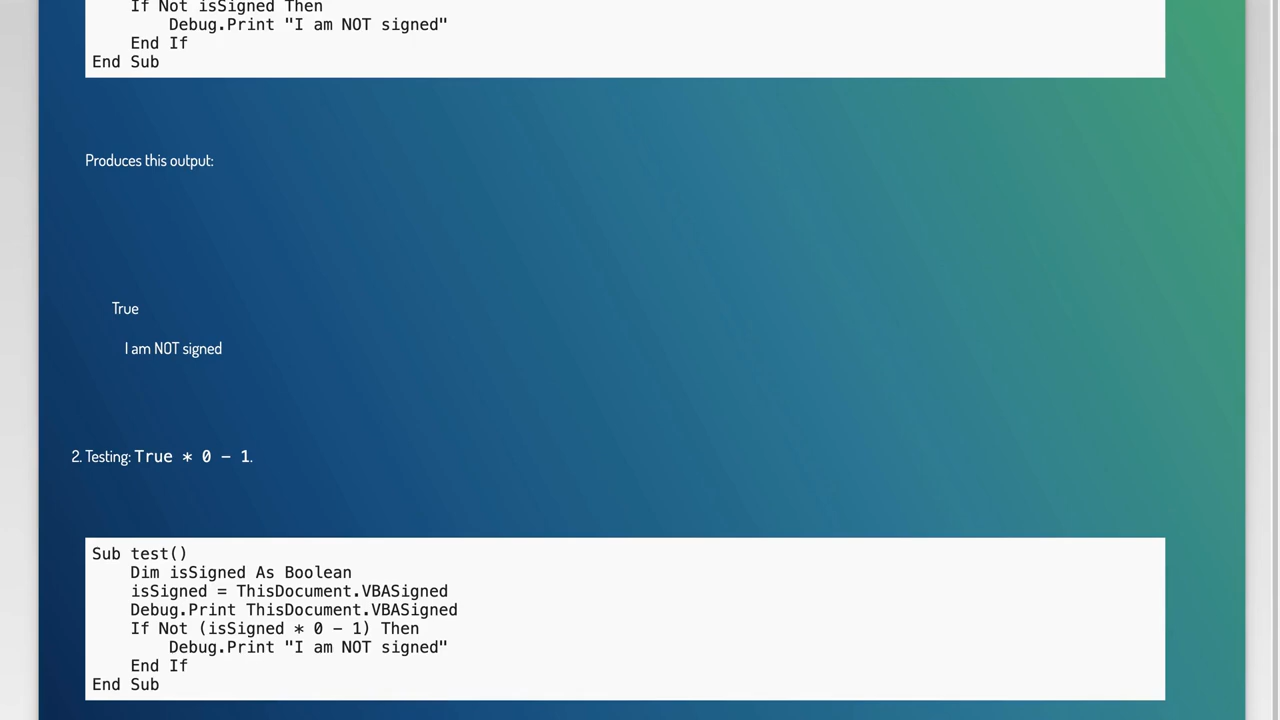 If Not isSigned Then
        Debug.Print "I am NOT signed"
    End If
End Sub
Produces this output:
True
I am NOT signed
2. Testing: True * 0 − 1.
Sub test()
    Dim isSigned As Boolean
    isSigned = ThisDocument.VBASigned
    Debug.Print ThisDocument.VBASigned
    If Not (isSigned * 0 − 1) Then
        Debug.Print "I am NOT signed"
    End If
End Sub